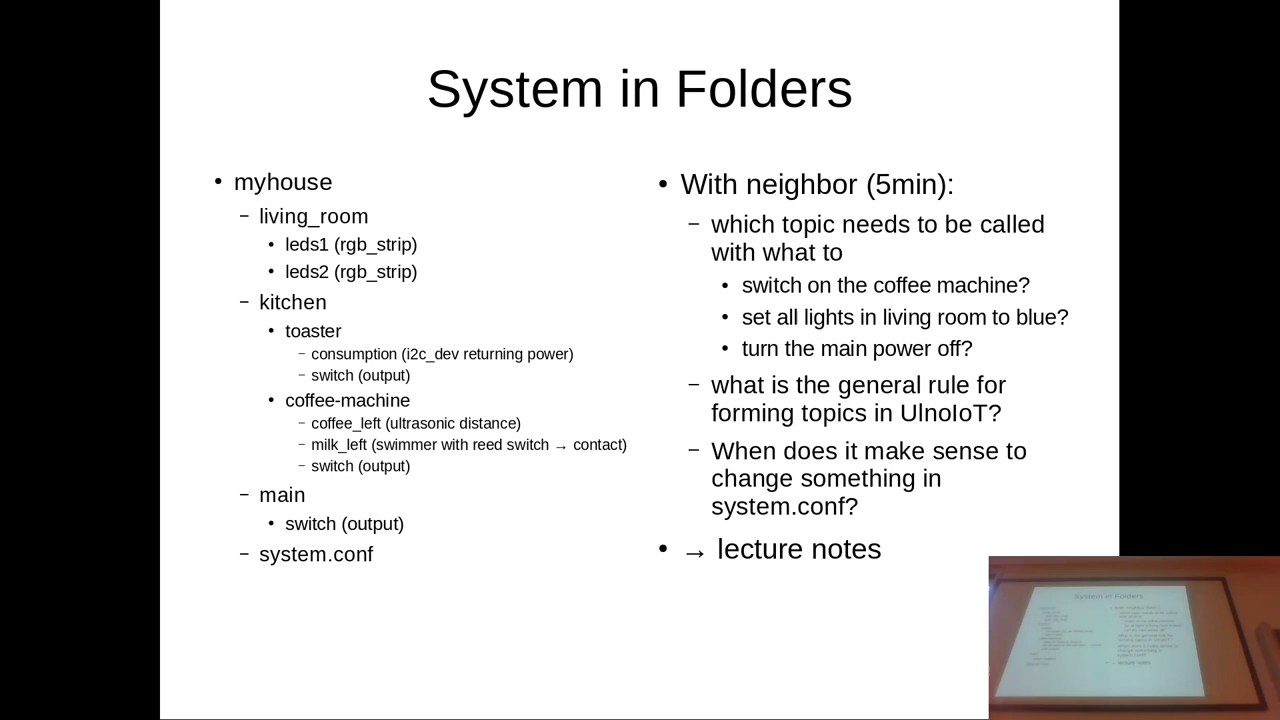 System in Folders
• myhouse
– living_room
• leds1 (rgb_strip)
• leds2 (rgb_strip)
– kitchen
• toaster
– consumption (i2c_dev returning power)
– switch (output)
• coffee-machine
– coffee_left (ultrasonic distance)
– milk_left (swimmer with reed switch → contact)
– switch (output)
– main
• switch (output)
– system.conf
• With neighbor (5min):
– which topic needs to be called
with what to
• switch on the coffee machine?
• set all lights in living room to blue?
• turn the main power off?
– what is the general rule for
forming topics in UlnoIoT?
– When does it make sense to
change something in
system.conf?
• → lecture notes
System in Folders